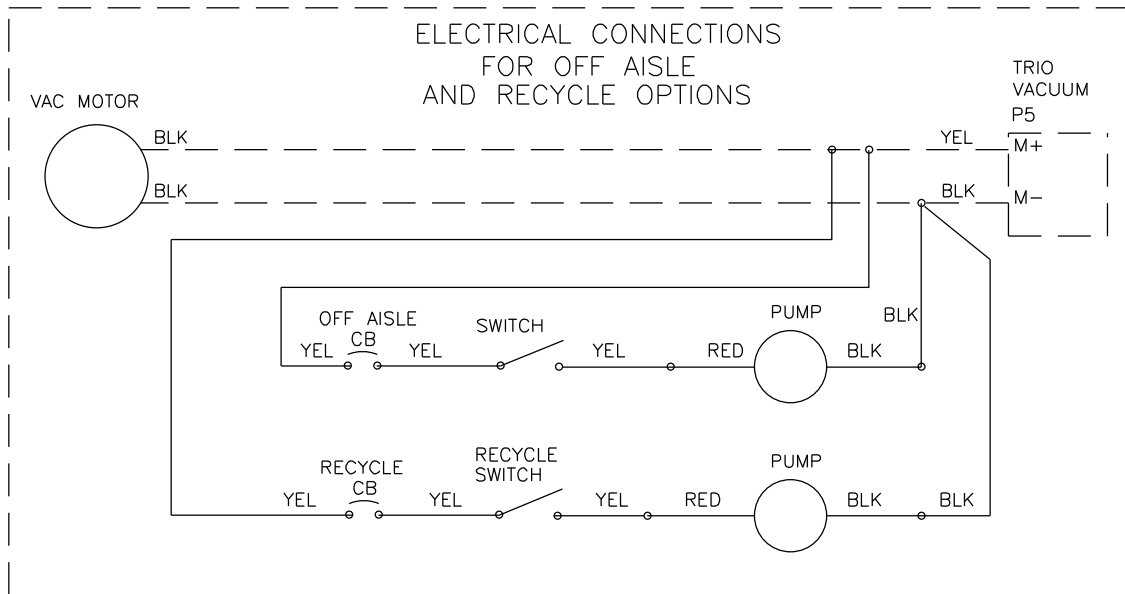 ELECTRICAL CONNECTIONS
FOR OFF AISLE
AND RECYCLE OPTIONS
TRIO
VACUUM
P5
VAC MOTOR
BLK
YEL
M+
BLK
BLK
M-
OFF AISLE
CB
SWITCH
PUMP
BLK
YEL
YEL
YEL
RED
BLK
RECYCLE
CB
RECYCLE
SWITCH
PUMP
YEL
YEL
YEL
RED
BLK
BLK